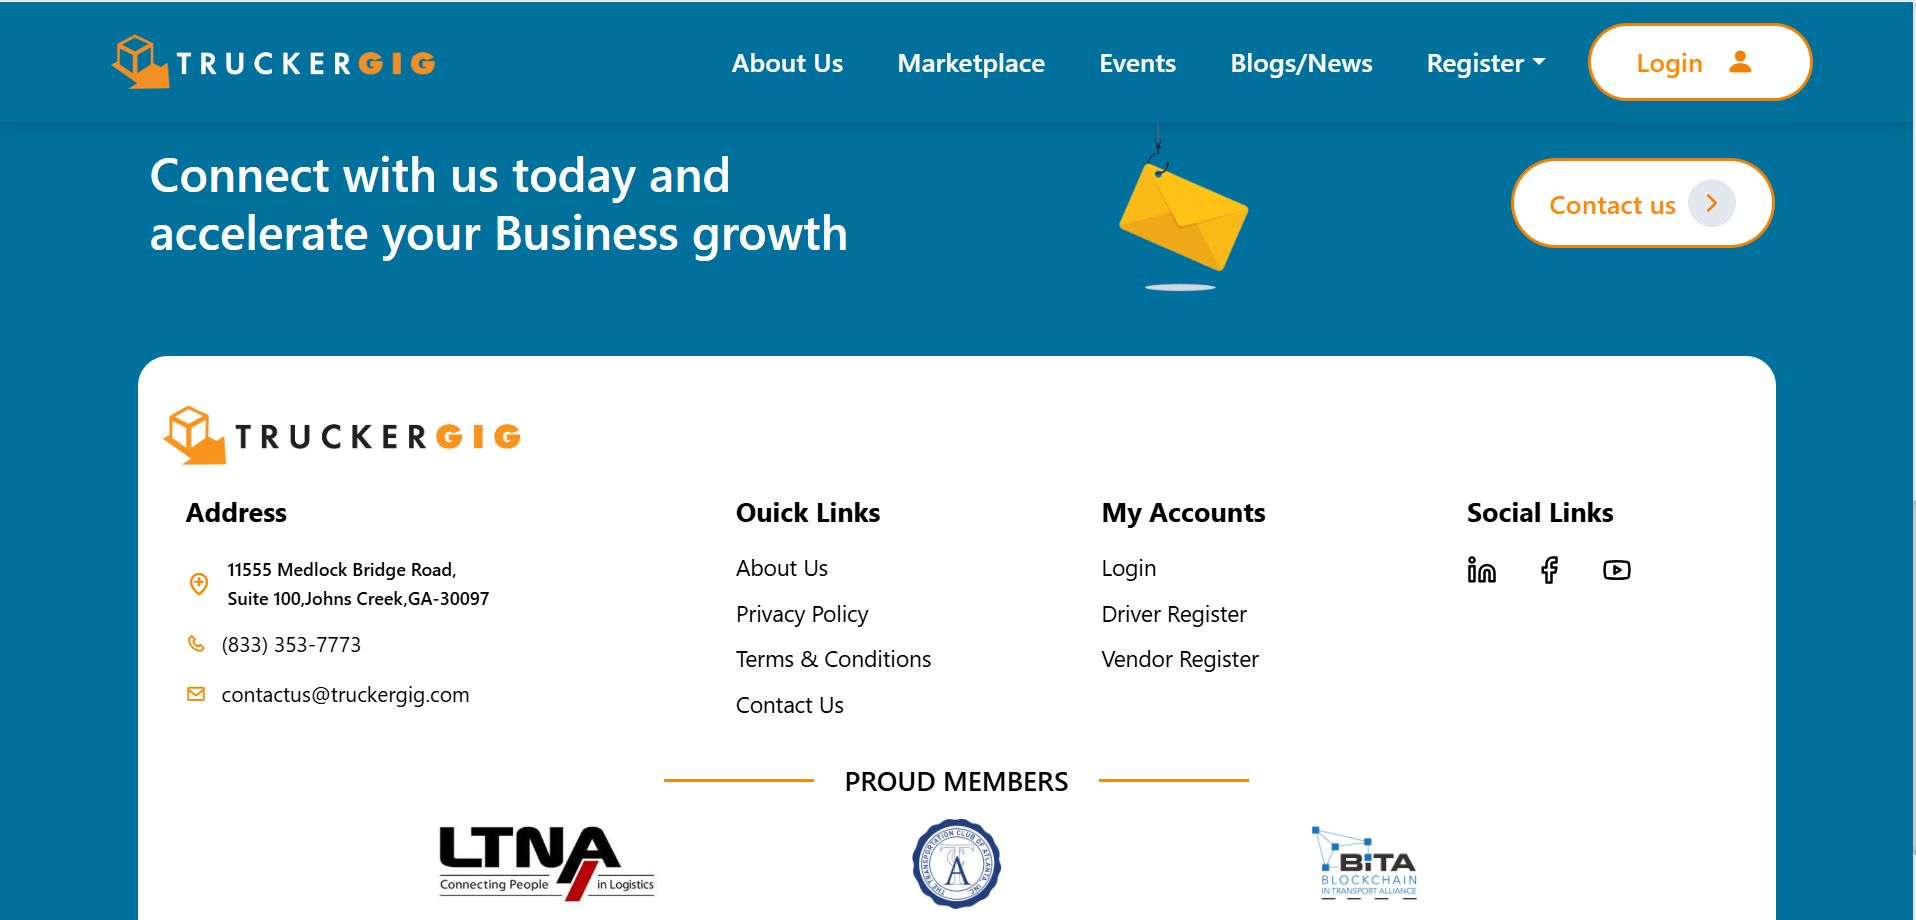 TRUCKERGIG
About Us
Marketplace
Events
Blogs/News
Register
Login
Connect with us today and
accelerate your Business growth
Contact us
TRUCKERGIG
Address
11555 Medlock Bridge Road,
Suite 100,Johns Creek,GA-30097
(833) 353-7773
contactus@truckergig.com
Ouick Links
About Us
Privacy Policy
Terms & Conditions
Contact Us
My Accounts
Login
Driver Register
Vendor Register
Social Links
PROUD MEMBERS
LTNA
Connecting People in Logistics
THE TRANSPORTATION CLUB OF ATLANTA, INC.
BiTA
BLOCKCHAIN
IN TRANSPORT ALLIANCE